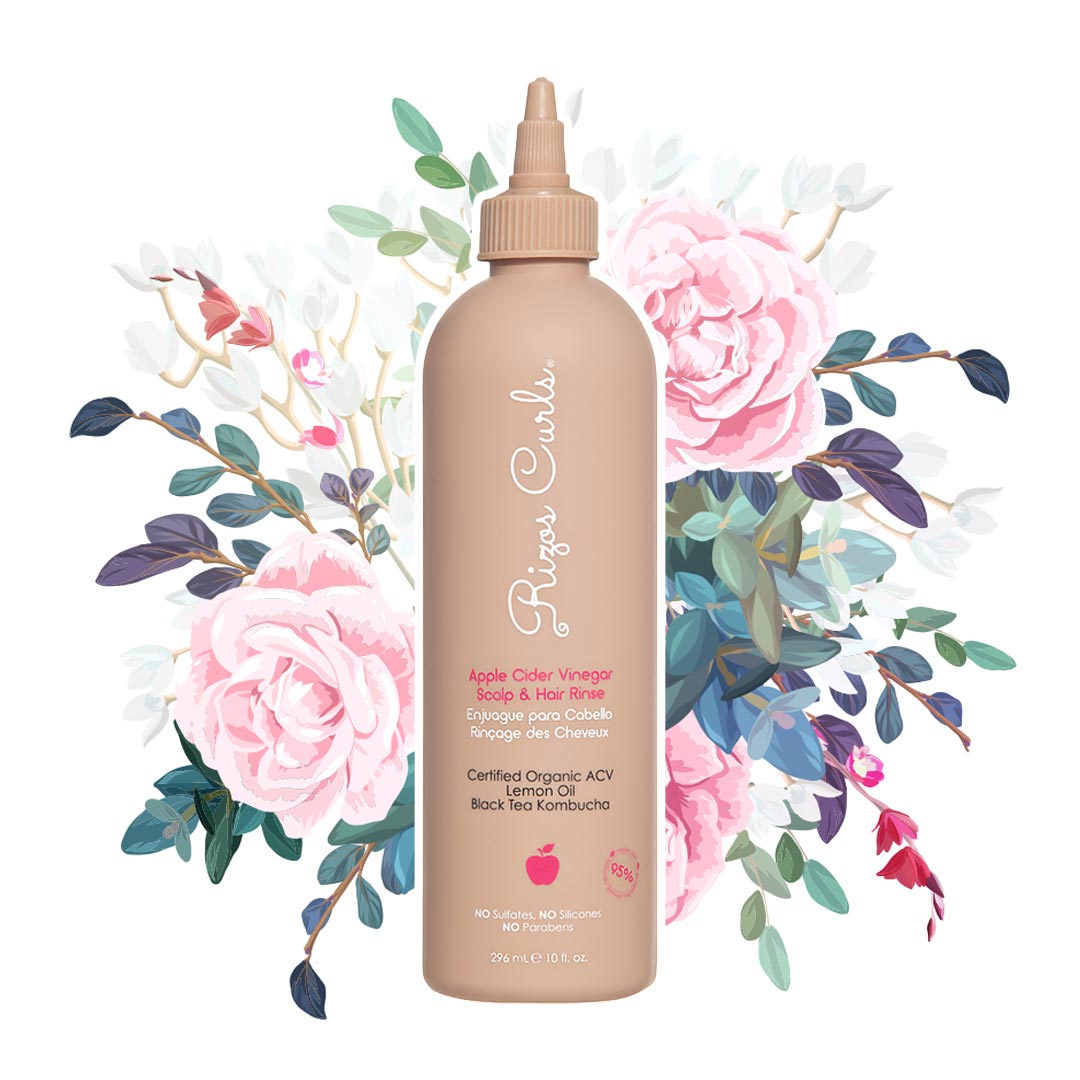 Rizos Curls®
Apple Cider Vinegar
Scalp & Hair Rinse
Enjuague para Cabello
Rinçage des Cheveux
Certified Organic ACV
Lemon Oil
Black Tea Kombucha
95%
NO Sulfates, NO Silicones
NO Parabens
296 mL ℮ 10 fl. oz.